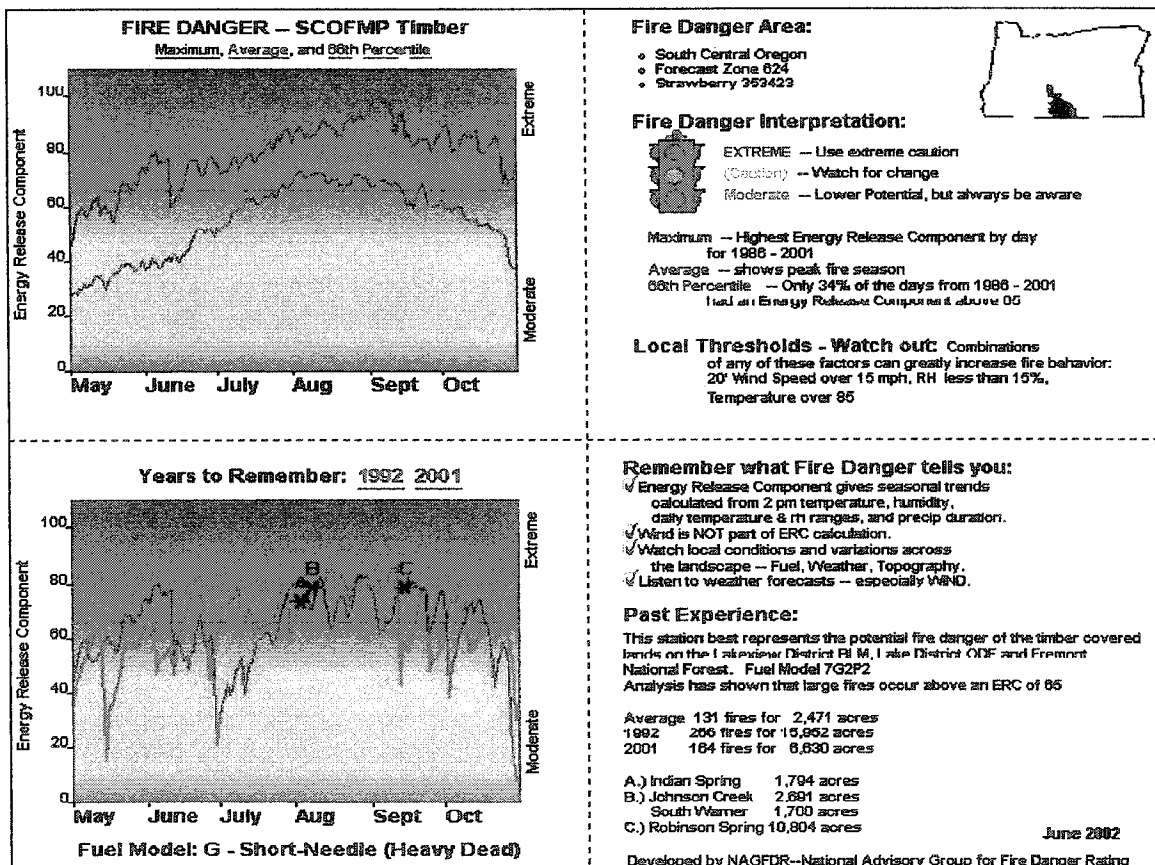 FIRE DANGER -- SCOFMP Timber
Maximum, Average, and 66th Percentile
100
80
60
40
20
0
Energy Release Component
Extreme
Moderate
May June July Aug Sept Oct
Fire Danger Area:
South Central Oregon
Forecast Zone 624
Strawberry 353423
Fire Danger Interpretation:
EXTREME -- Use extreme caution
(Caution) -- Watch for change
Moderate -- Lower Potential, but always be aware
Maximum -- Highest Energy Release Component by day
for 1986 - 2001
Average -- shows peak fire season
66th Percentile -- Only 34% of the days from 1986 - 2001
had an Energy Release Component above
Local Thresholds - Watch out: Combinations
of any of these factors can greatly increase fire behavior:
20' Wind Speed over 15 mph, RH less than 15%,
Temperature over 85
Years to Remember: 1992 2001
100
80
60
40
20
0
Energy Release Component
Extreme
Moderate
A B C
May June July Aug Sept Oct
Fuel Model: G - Short-Needle (Heavy Dead)
Remember what Fire Danger tells you:
Energy Release Component gives seasonal trends
calculated from 2 pm temperature, humidity,
daily temperature & rh ranges, and precip duration.
Wind is NOT part of ERC calculation.
Watch local conditions and variations across
the landscape -- Fuel, Weather, Topography.
Listen to weather forecasts -- especially WIND.
Past Experience:
This station best represents the potential fire danger of the timber covered
lands on the Lakeview District BLM, Lake District ODF and Fremont
National Forest. Fuel Model 7G2P2
Analysis has shown that large fires occur above an ERC of 65
Average 131 fires for 2,471 acres
1992 266 fires for 15,952 acres
2001 164 fires for 6,630 acres
A.) Indian Spring 1,794 acres
B.) Johnson Creek 2,691 acres
South Warner 1,700 acres
C.) Robinson Spring 10,804 acres
June 2002
Developed by NAGFDR--National Advisory Group for Fire Danger Rating